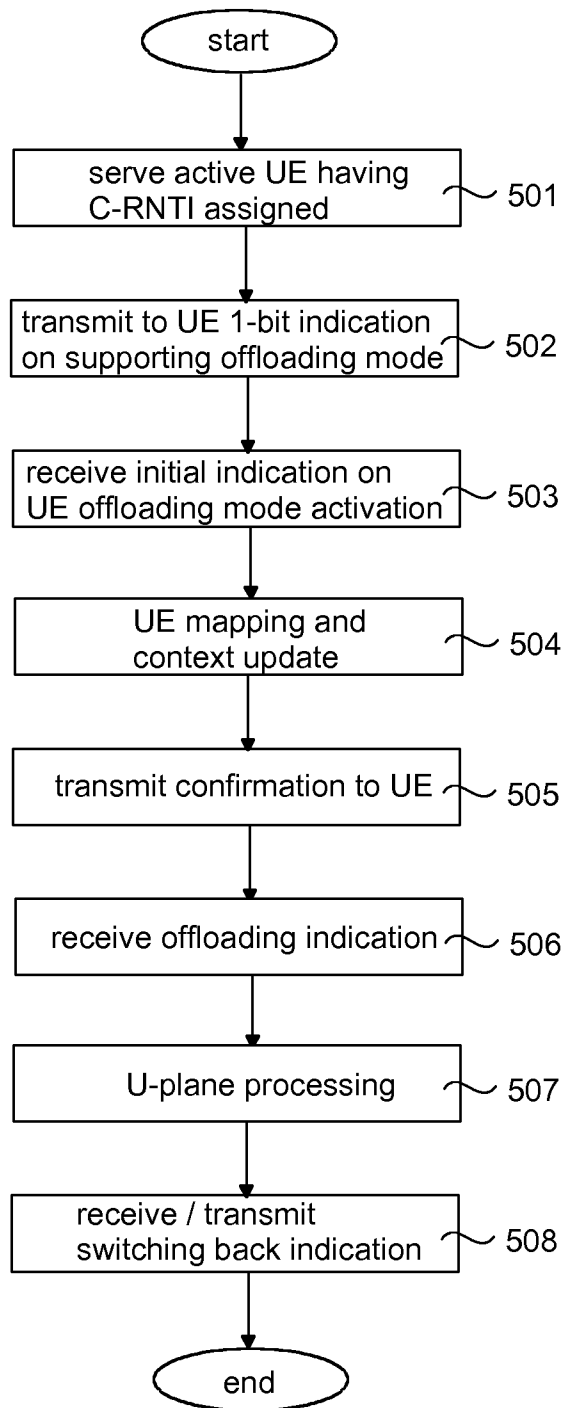 start
serve active UE having
C-RNTI assigned
501
transmit to UE 1-bit indication
on supporting offloading mode
502
receive initial indication on
UE offloading mode activation
503
UE mapping and
context update
504
transmit confirmation to UE
505
receive offloading indication
506
U-plane processing
507
receive / transmit
switching back indication
508
end